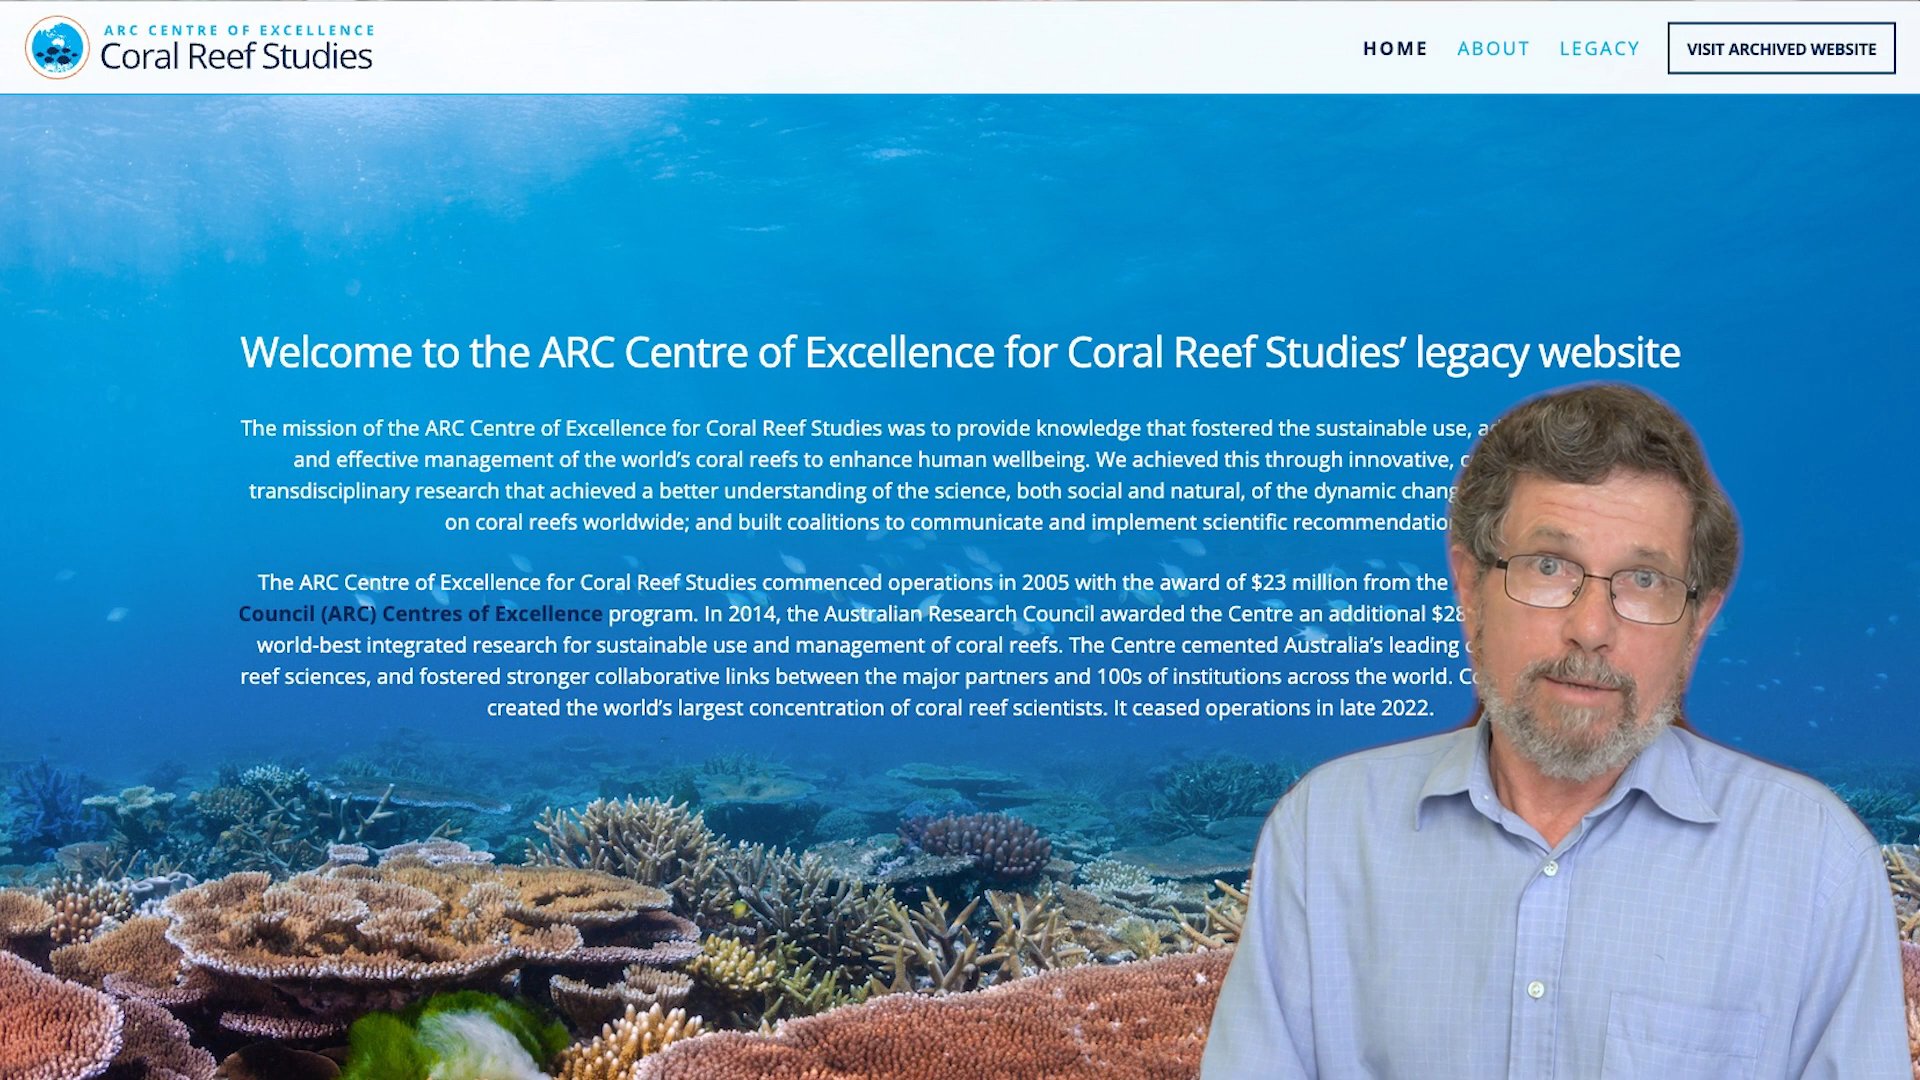 ARC CENTRE OF EXCELLENCE
Coral Reef Studies
HOME
ABOUT
LEGACY
VISIT ARCHIVED WEBSITE
Welcome to the ARC Centre of Excellence for Coral Reef Studies’ legacy website
The mission of the ARC Centre of Excellence for Coral Reef Studies was to provide knowledge that fostered the sustainable use,
and effective management of the world’s coral reefs to enhance human wellbeing. We achieved this through innovative,
transdisciplinary research that achieved a better understanding of the science, both social and natural, of the dynamic
on coral reefs worldwide; and built coalitions to communicate and implement scientific
The ARC Centre of Excellence for Coral Reef Studies commenced operations in 2005 with the award of $23 million from the
Council (ARC) Centres of Excellence program. In 2014, the Australian Research Council awarded the Centre an additional $28
world-best integrated research for sustainable use and management of coral reefs. The Centre cemented Australia’s leading
reef sciences, and fostered stronger collaborative links between the major partners and 100s of institutions across the world.
created the world’s largest concentration of coral reef scientists. It ceased operations in late 2022.